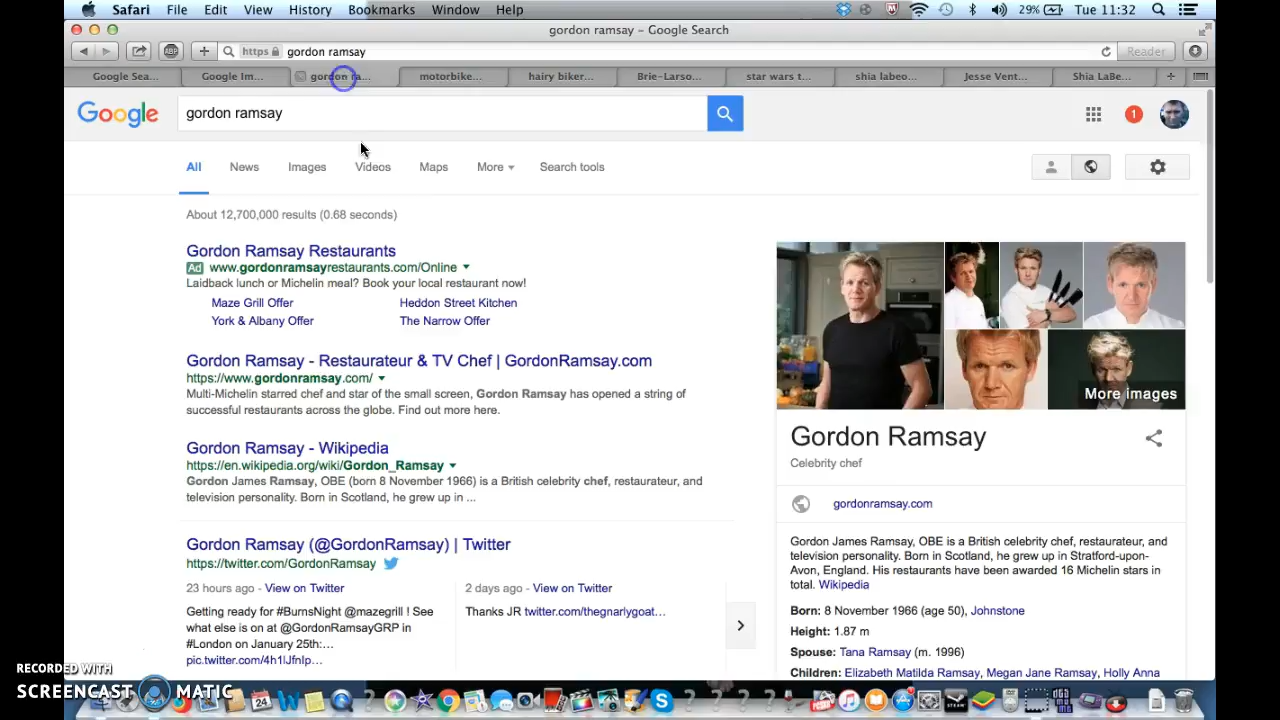 Safari File Edit View History Bookmarks Window Help 29% Tue 11:32
gordon ramsay – Google Search
ABP + https gordon ramsay Reader
Google Sea... Google Im... gordon ra... motorbike... hairy biker... Brie-Larso... star wars t... shia labeo... Jesse Vent... Shia LaBe... +
Google gordon ramsay 1
All News Images Videos Maps More Search tools
About 12,700,000 results (0.68 seconds)
Gordon Ramsay Restaurants
Ad www.gordonramsayrestaurants.com/Online
Laidback lunch or Michelin meal? Book your local restaurant now!
Maze Grill Offer Heddon Street Kitchen
York & Albany Offer The Narrow Offer
Gordon Ramsay - Restaurateur & TV Chef | GordonRamsay.com
https://www.gordonramsay.com/
Multi-Michelin starred chef and star of the small screen, Gordon Ramsay has opened a string of
successful restaurants across the globe. Find out more here.
Gordon Ramsay - Wikipedia
https://en.wikipedia.org/wiki/Gordon_Ramsay
Gordon James Ramsay, OBE (born 8 November 1966) is a British celebrity chef, restaurateur, and
television personality. Born in Scotland, he grew up in ...
Gordon Ramsay (@GordonRamsay) | Twitter
https://twitter.com/GordonRamsay
23 hours ago - View on Twitter
Getting ready for #BurnsNight @mazegrill ! See
what else is on at @GordonRamsayGRP in
#London on January 25th:...
pic.twitter.com/4h1lJfnIp...
2 days ago - View on Twitter
Thanks JR twitter.com/thegnarlygoat...
More images
Gordon Ramsay
Celebrity chef
gordonramsay.com
Gordon James Ramsay, OBE is a British celebrity chef, restaurateur, and
television personality. Born in Scotland, he grew up in Stratford-upon-
Avon, England. His restaurants have been awarded 16 Michelin stars in
total. Wikipedia
Born: 8 November 1966 (age 50), Johnstone
Height: 1.87 m
Spouse: Tana Ramsay (m. 1996)
Children: Elizabeth Matilda Ramsay, Megan Jane Ramsay, Holly Anna
RECORDED WITH
SCREENCAST MATIC